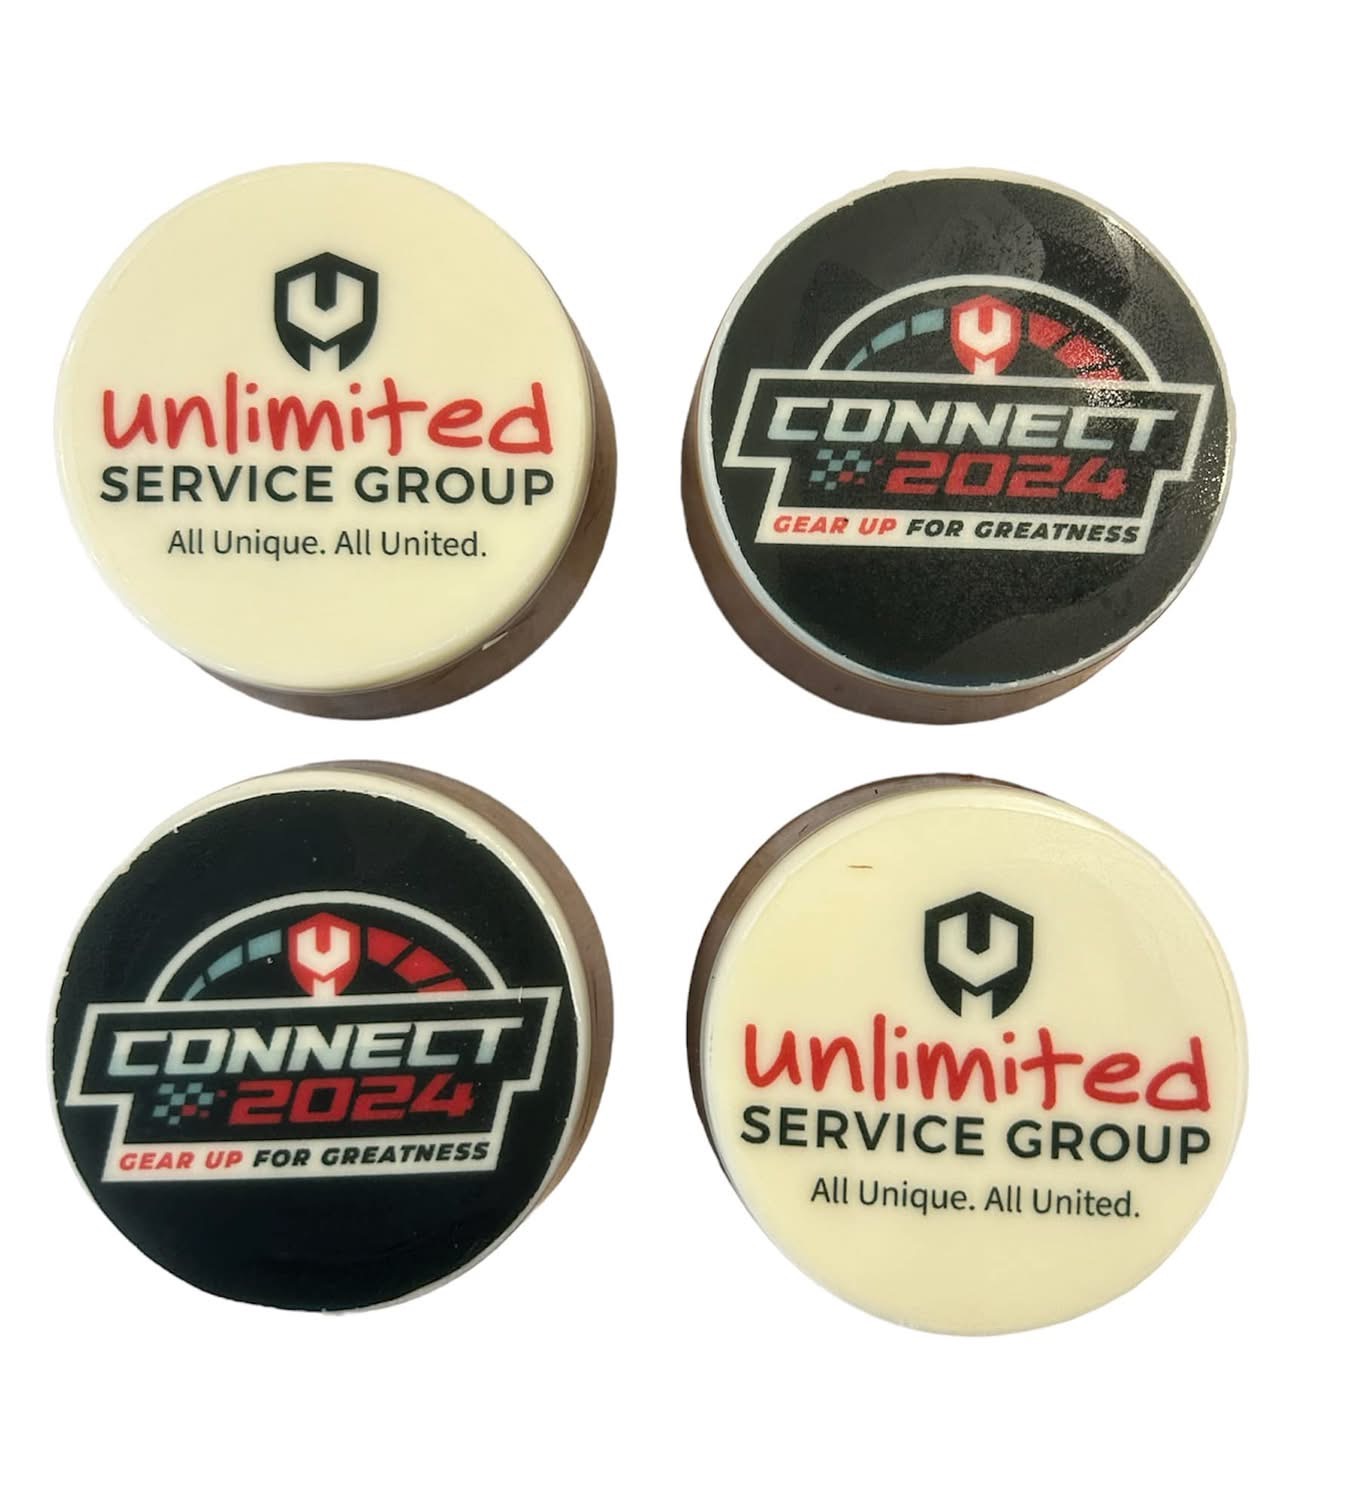 unlimited
SERVICE GROUP
All Unique. All United.
CONNECT
2024
GEAR UP FOR GREATNESS
CONNECT
2024
GEAR UP FOR GREATNESS
unlimited
SERVICE GROUP
All Unique. All United.